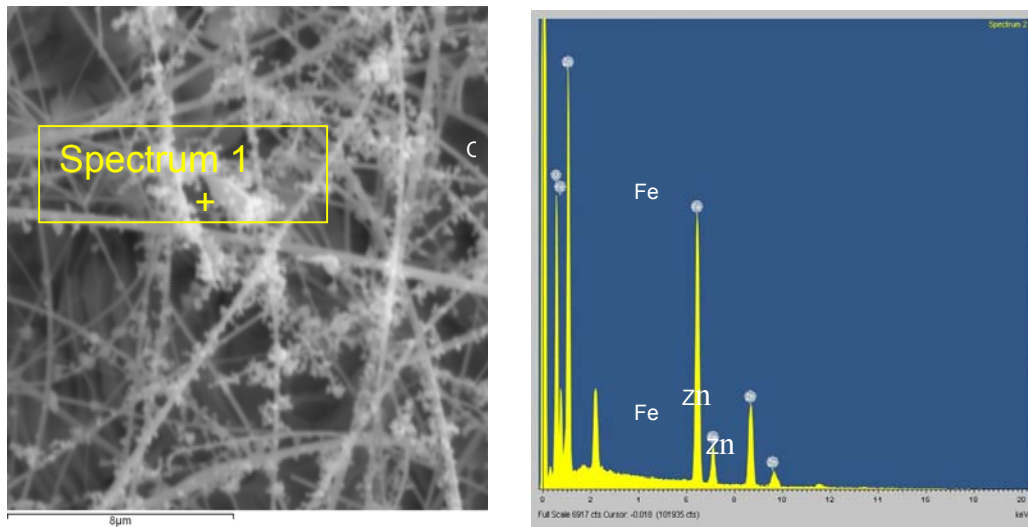 Spectrum 1
+
C
8µm
Spectrum 2
Fe
zn
Fe
zn
0 2 4 6 8 10 12 14 16 18 20
Full Scale 6917 cts Cursor: -0.018 (101935 cts)
keV